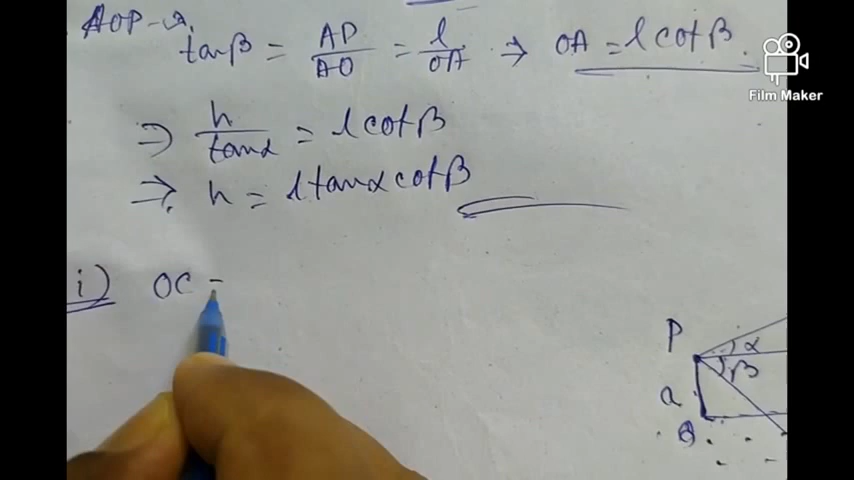 AOP-এ,
tanβ = AP/AO = l/OA ⇒ OA = l cotβ.
Film Maker
⇒ h/tanα = l cotβ
⇒ h = l tanα cotβ
i) OC =
P
α
β
a
Q